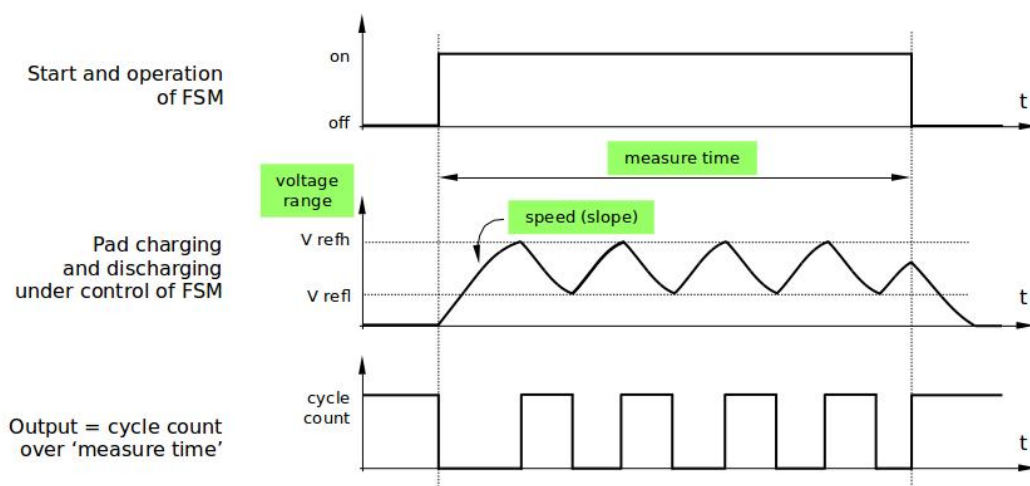 on
Start and operation
of FSM
off
t
measure time
voltage
range
speed (slope)
V refh
Pad charging
and discharging
under control of FSM
V refl
t
cycle
count
Output = cycle count
over ‘measure time’
t